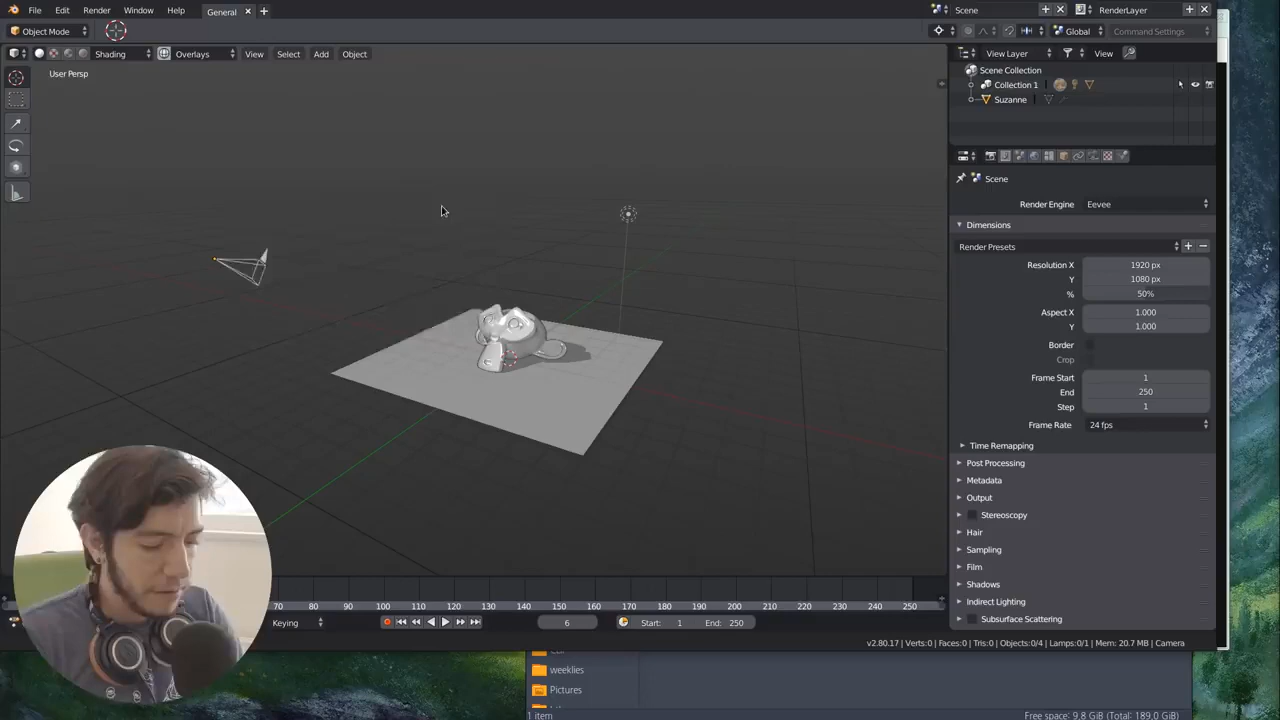 File Edit Render Window Help General Scene RenderLayer
Object Mode Global Command Settings
Shading Overlays View Select Add Object View Layer View
User Persp
Scene Collection
Collection 1
Suzanne
Scene
Render Engine Eevee
Dimensions
Render Presets
Resolution X 1920 px
Y 1080 px
% 50%
Aspect X 1.000
Y 1.000
Border
Crop
Frame Start 1
End 250
Step 1
Frame Rate 24 fps
Time Remapping
Post Processing
Metadata
Output
Stereoscopy
Hair
Sampling
Film
Shadows
Indirect Lighting
Subsurface Scattering
70 80 90 100 110 120 130 140 150 160 170 180 190 200 210 220 230 240 250
Keying 6 Start: 1 End: 250
v2.80.17 | Verts:0 | Faces:0 | Tris:0 | Objects:0/4 | Lamps:0/1 | Mem: 20.7 MB | Camera
weeklies
Pictures
1 item Free space: 9.8 GiB (Total: 189.0 GiB)